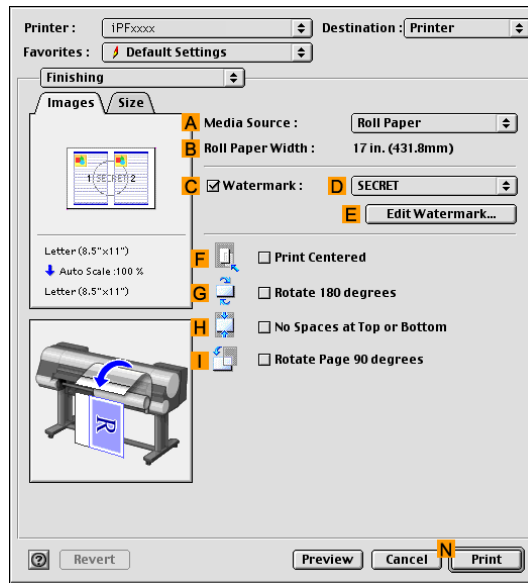 Printer : iPFxxxx Destination : Printer
Favorites : Default Settings
Finishing
Images Size
A Media Source : Roll Paper
B Roll Paper Width : 17 in. (431.8mm)
C Watermark : D SECRET
E Edit Watermark...
1 SECRET 2
Letter (8.5"x11")
Auto Scale :100 %
Letter (8.5"x11")
F Print Centered
G Rotate 180 degrees
H No Spaces at Top or Bottom
I Rotate Page 90 degrees
R
? Revert Preview Cancel N Print